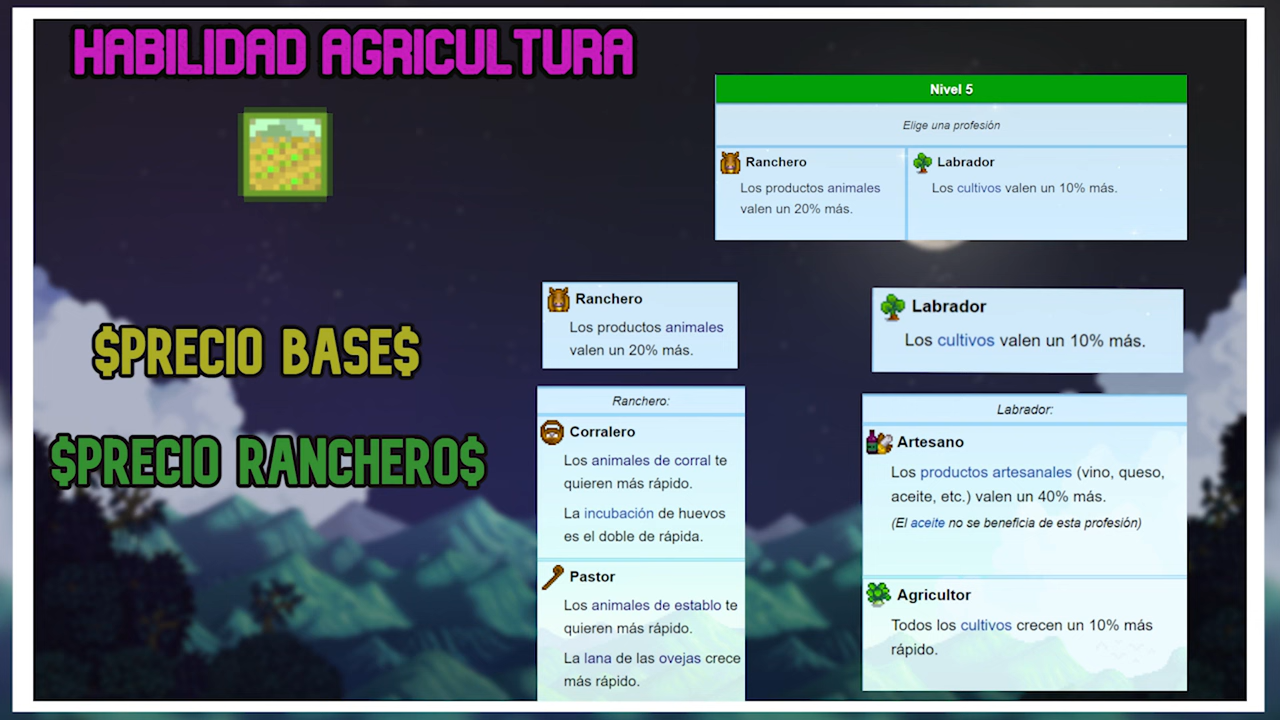 HABILIDAD AGRICULTURA
Nivel 5
Elige una profesión
Ranchero
Los productos animales
valen un 20% más.
Labrador
Los cultivos valen un 10% más.
$PRECIO BASE$
$PRECIO RANCHERO$
Ranchero
Los productos animales
valen un 20% más.
Ranchero:
Corralero
Los animales de corral te
quieren más rápido.
La incubación de huevos
es el doble de rápida.
Pastor
Los animales de establo te
quieren más rápido.
La lana de las ovejas crece
más rápido.
Labrador
Los cultivos valen un 10% más.
Labrador:
Artesano
Los productos artesanales (vino, queso,
aceite, etc.) valen un 40% más.
(El aceite no se beneficia de esta profesión)
Agricultor
Todos los cultivos crecen un 10% más
rápido.